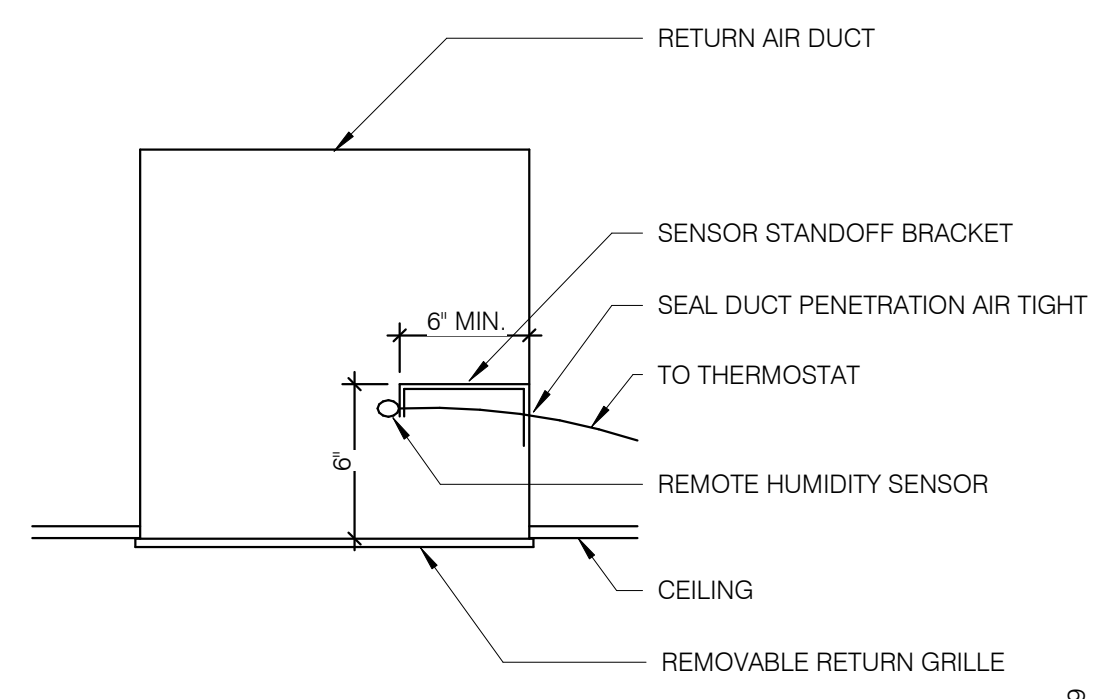 RETURN AIR DUCT
SENSOR STANDOFF BRACKET
SEAL DUCT PENETRATION AIR TIGHT
6" MIN.
TO THERMOSTAT
6"
REMOTE HUMIDITY SENSOR
CEILING
REMOVABLE RETURN GRILLE